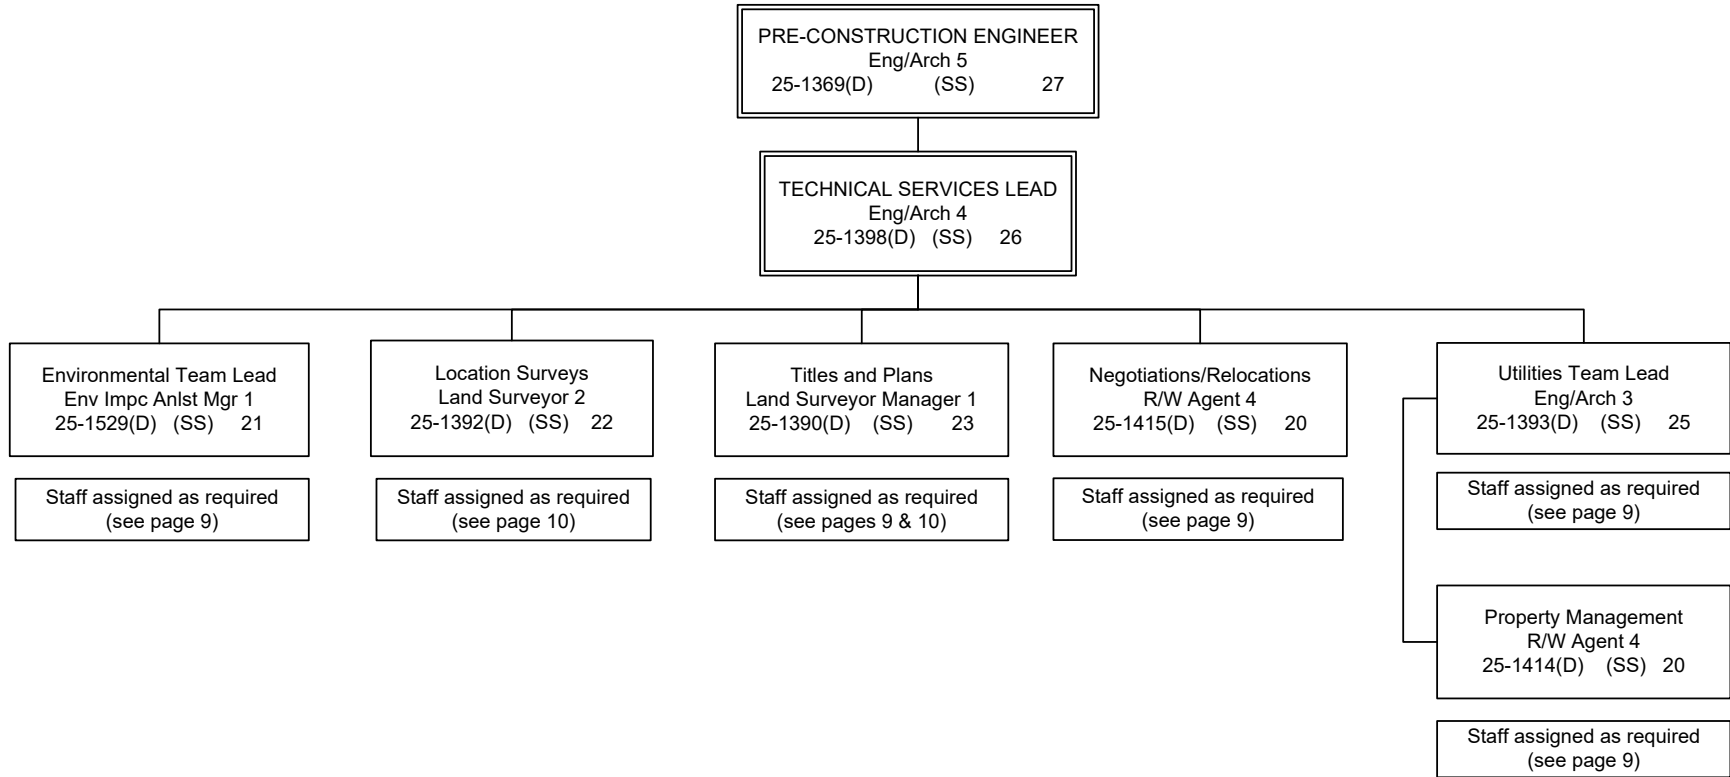 PRE-CONSTRUCTION ENGINEER
Eng/Arch 5
25-1369(D) (SS) 27
TECHNICAL SERVICES LEAD
Eng/Arch 4
25-1398(D) (SS) 26
Environmental Team Lead
Env Impc Anlst Mgr 1
25-1529(D) (SS) 21
Staff assigned as required
(see page 9)
Location Surveys
Land Surveyor 2
25-1392(D) (SS) 22
Staff assigned as required
(see page 10)
Titles and Plans
Land Surveyor Manager 1
25-1390(D) (SS) 23
Staff assigned as required
(see pages 9 & 10)
Negotiations/Relocations
R/W Agent 4
25-1415(D) (SS) 20
Staff assigned as required
(see page 9)
Utilities Team Lead
Eng/Arch 3
25-1393(D) (SS) 25
Staff assigned as required
(see page 9)
Property Management
R/W Agent 4
25-1414(D) (SS) 20
Staff assigned as required
(see page 9)